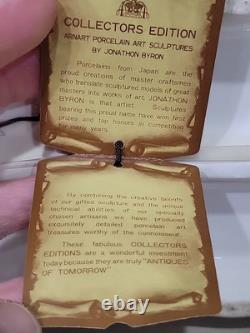 COLLECTORS EDITION
ARNART PORCELAIN ART SCULPTURES
BY JONATHON BYRON
Porcelains from Japan are the
proud creations of master craftsmen
who translate sculptured models of great
masters into works of art. JONATHON
BYRON is that artist. Sculptures
bearing this proud name have won first
prizes and top honors in competition
for many years.
By combining the creative talents
of our gifted sculpture and the unique
technical abilities of our specially
chosen artisans we have produced
exquisitely detailed porcelain art
treasures worthy of the connoisseur.
These fabulous COLLECTORS
EDITIONS are a wonderful investment
today because they are truly "ANTIQUES
OF TOMORROW"